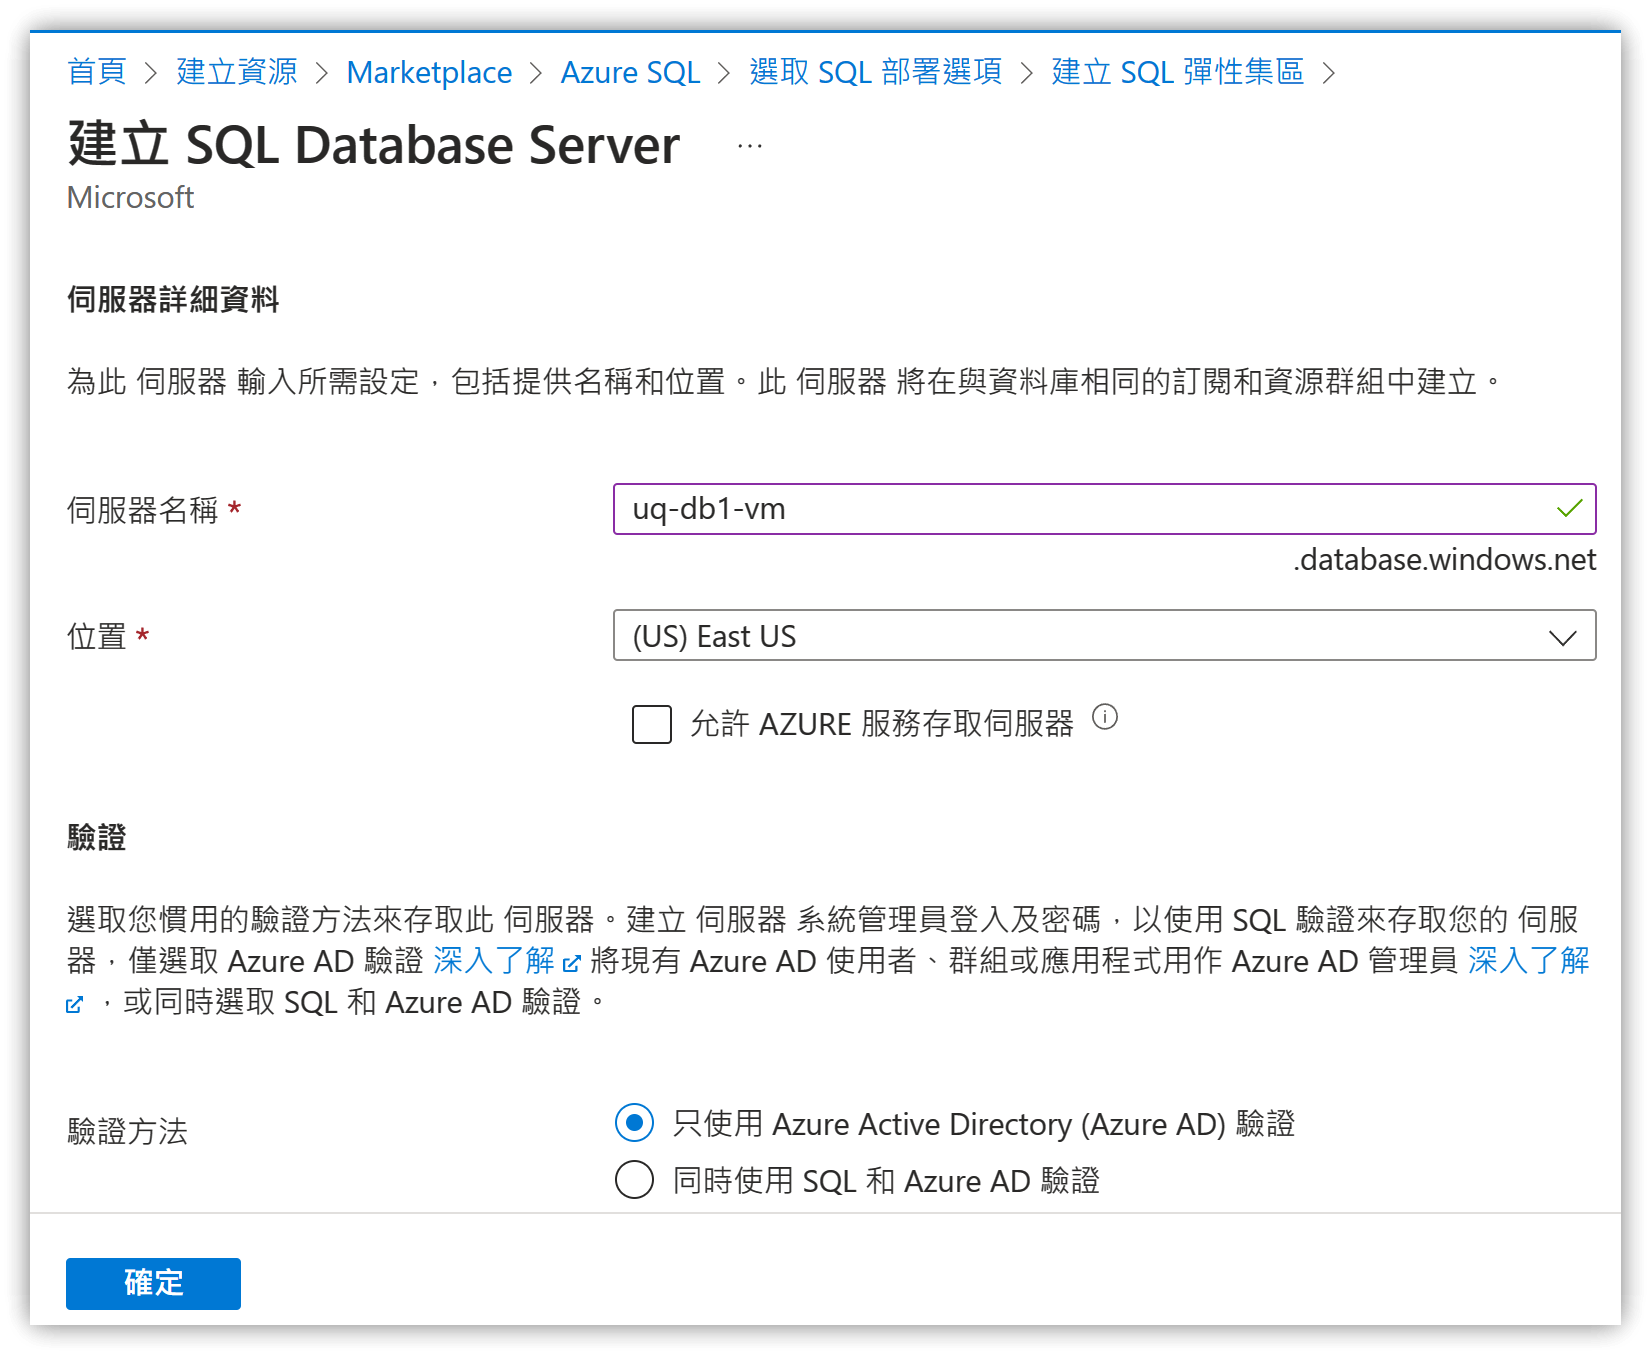 首頁 > 建立資源 > Marketplace > Azure SQL > 選取 SQL 部署選項 > 建立 SQL 彈性集區 >
建立 SQL Database Server ...
Microsoft
伺服器詳細資料
為此 伺服器 輸入所需設定，包括提供名稱和位置。此 伺服器 將在與資料庫相同的訂閱和資源群組中建立。
伺服器名稱 * uq-db1-vm
.database.windows.net
位置 * (US) East US
允許 AZURE 服務存取伺服器
驗證
選取您慣用的驗證方法來存取此 伺服器。建立 伺服器 系統管理員登入及密碼，以使用 SQL 驗證來存取您的 伺服
器，僅選取 Azure AD 驗證 深入了解 將現有 Azure AD 使用者、群組或應用程式用作 Azure AD 管理員 深入了解
，或同時選取 SQL 和 Azure AD 驗證。
驗證方法 只使用 Azure Active Directory (Azure AD) 驗證
同時使用 SQL 和 Azure AD 驗證
確定